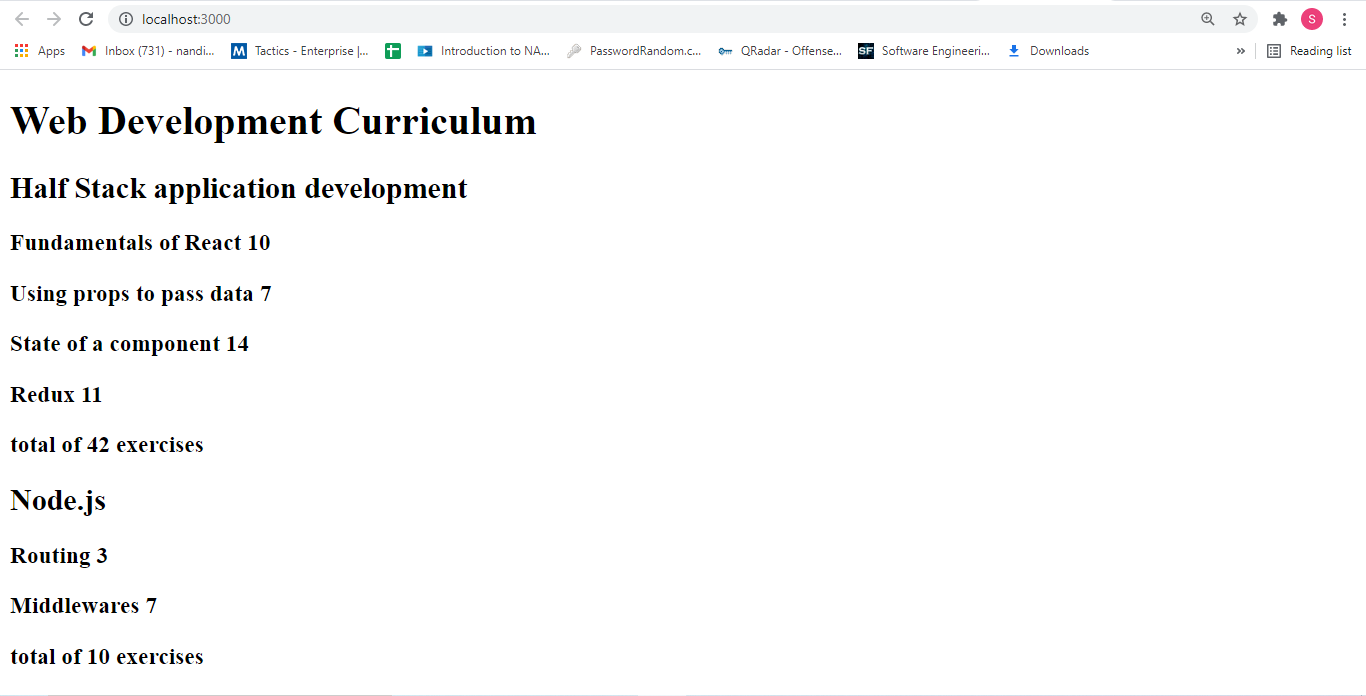 localhost:3000
S
Apps Inbox (731) - nandi... M Tactics - Enterprise |... Introduction to NA... PasswordRandom.c... QRadar - Offense... SF Software Engineeri... Downloads » Reading list
Web Development Curriculum
Half Stack application development
Fundamentals of React 10
Using props to pass data 7
State of a component 14
Redux 11
total of 42 exercises
Node.js
Routing 3
Middlewares 7
total of 10 exercises